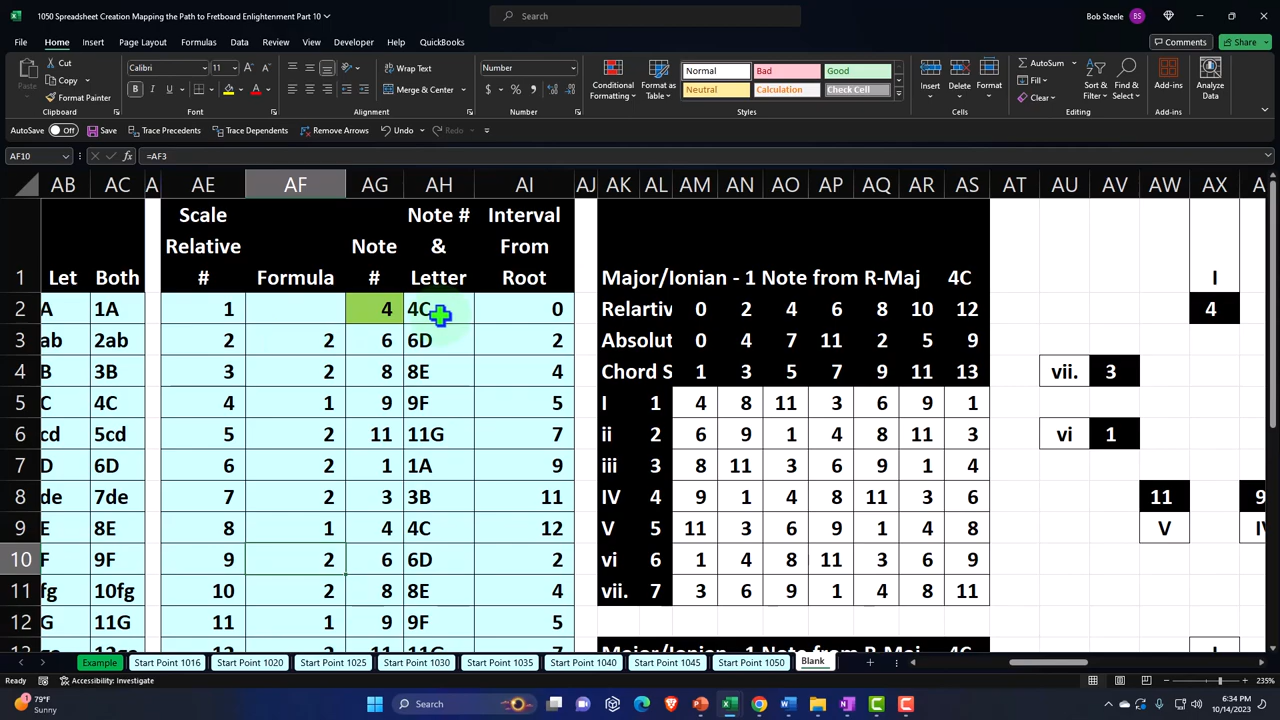 1050 Spreadsheet Creation Mapping the Path to Fretboard Enlightenment Part 10
Search
Bob Steele BS
File Home Insert Page Layout Formulas Data Review View Developer Help QuickBooks
Comments Share
Paste
Cut
Copy
Format Painter
Clipboard
Calibri 11
B I U
Font
Wrap Text
Merge & Center
Alignment
Number
Number
Conditional Formatting
Format as Table
Normal Bad Good
Neutral Calculation Check Cell
Styles
Insert Delete Format
Cells
AutoSum
Fill
Clear
Sort & Filter
Find & Select
Editing
Add-ins
Add-ins
Analyze Data
AutoSave Off Save Trace Precedents Trace Dependents Remove Arrows Undo Redo
AF10 fx =AF3
AB AC A AE AF AG AH AI AJ AK AL AM AN AO AP AQ AR AS AT AU AV AW AX A
1 Let Both Scale Relative # Formula Note # Note # & Letter Interval From Root Major/Ionian - 1 Note from R-Maj 4C I
2 A 1A 1 4 4C 0 Relartiv 0 2 4 6 8 10 12 4
3 ab 2ab 2 2 6 6D 2 Absolut 0 4 7 11 2 5 9
4 B 3B 3 2 8 8E 4 Chord S 1 3 5 7 9 11 13 vii. 3
5 C 4C 4 1 9 9F 5 I 1 4 8 11 3 6 9 1
6 cd 5cd 5 2 11 11G 7 ii 2 6 9 1 4 8 11 3 vi 1
7 D 6D 6 2 1 1A 9 iii 3 8 11 3 6 9 1 4
8 de 7de 7 2 3 3B 11 IV 4 9 1 4 8 11 3 6 11 9
9 E 8E 8 1 4 4C 12 V 5 11 3 6 9 1 4 8 V IV
10 F 9F 9 2 6 6D 2 vi 6 1 4 8 11 3 6 9
11 fg 10fg 10 2 8 8E 4 vii. 7 3 6 9 1 4 8 11
12 G 11G 11 1 9 9F 5
Example Start Point 1016 Start Point 1020 Start Point 1025 Start Point 1030 Start Point 1035 Start Point 1040 Start Point 1045 Start Point 1050 Blank
Ready Accessibility: Investigate 235%
79°F
Sunny
Search
6:34 PM
10/14/2023